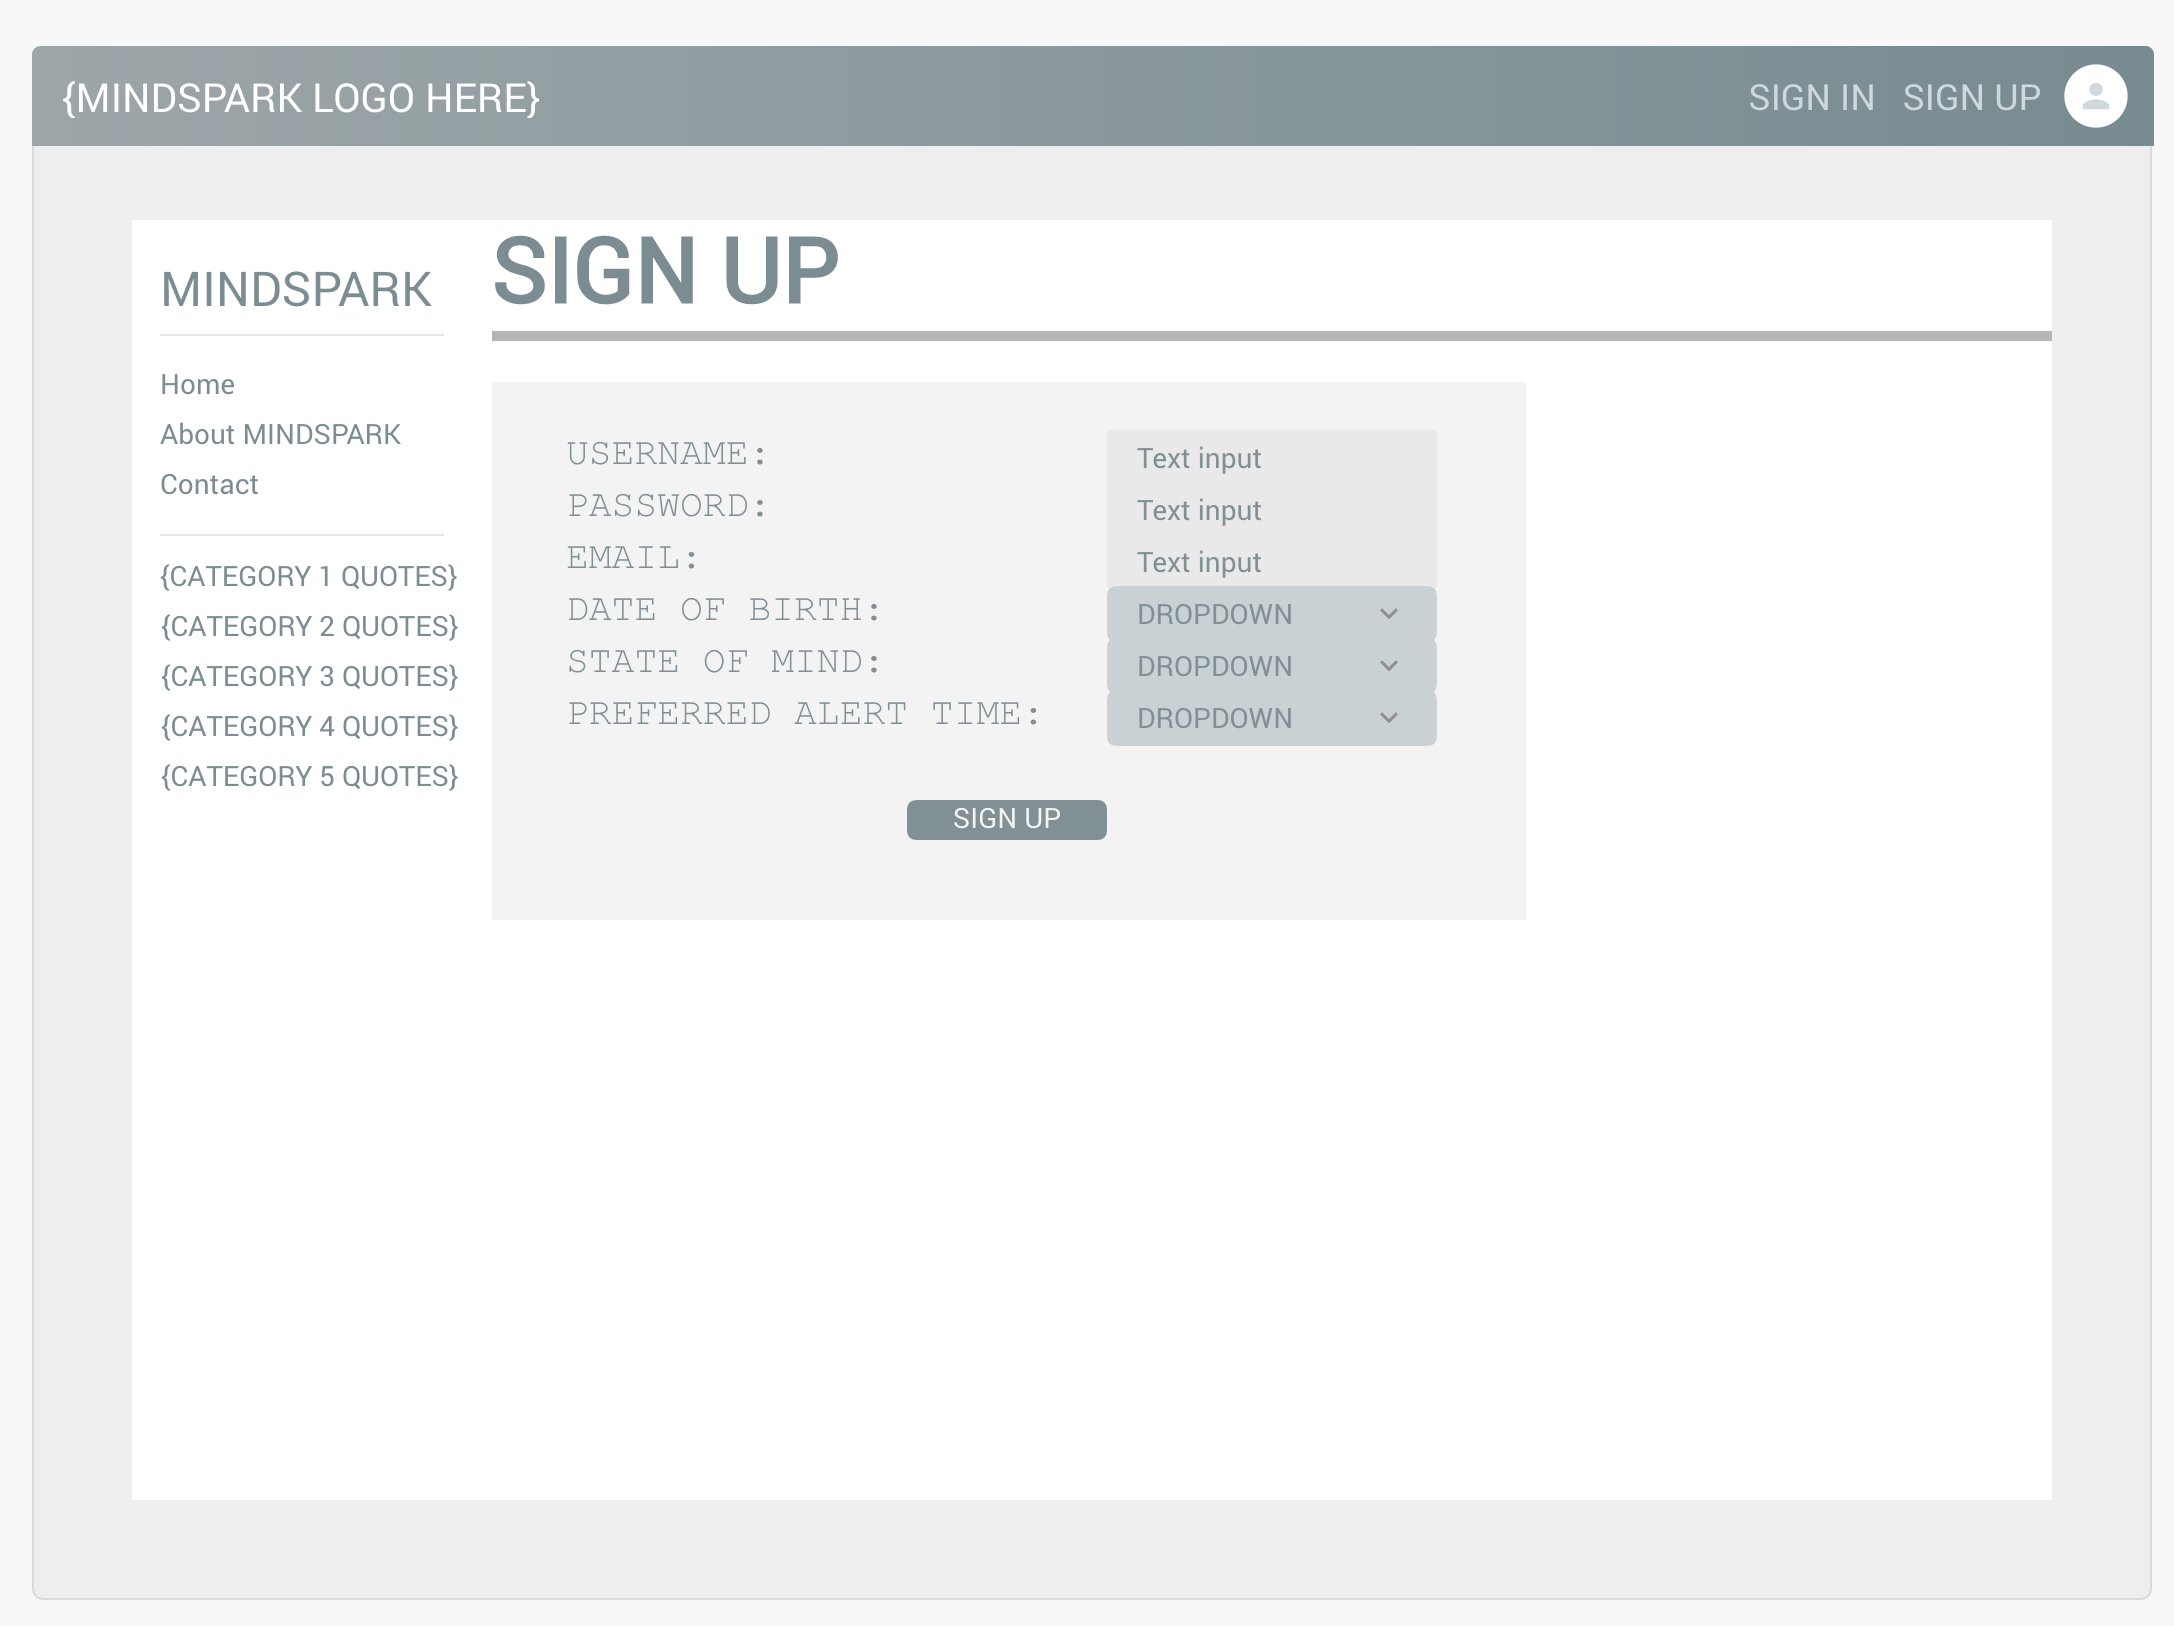 {MINDSPARK LOGO HERE}
SIGN IN SIGN UP
MINDSPARK
Home
About MINDSPARK
Contact
{CATEGORY 1 QUOTES}
{CATEGORY 2 QUOTES}
{CATEGORY 3 QUOTES}
{CATEGORY 4 QUOTES}
{CATEGORY 5 QUOTES}
SIGN UP
USERNAME: Text input
PASSWORD: Text input
EMAIL: Text input
DATE OF BIRTH: DROPDOWN
STATE OF MIND: DROPDOWN
PREFERRED ALERT TIME: DROPDOWN
SIGN UP